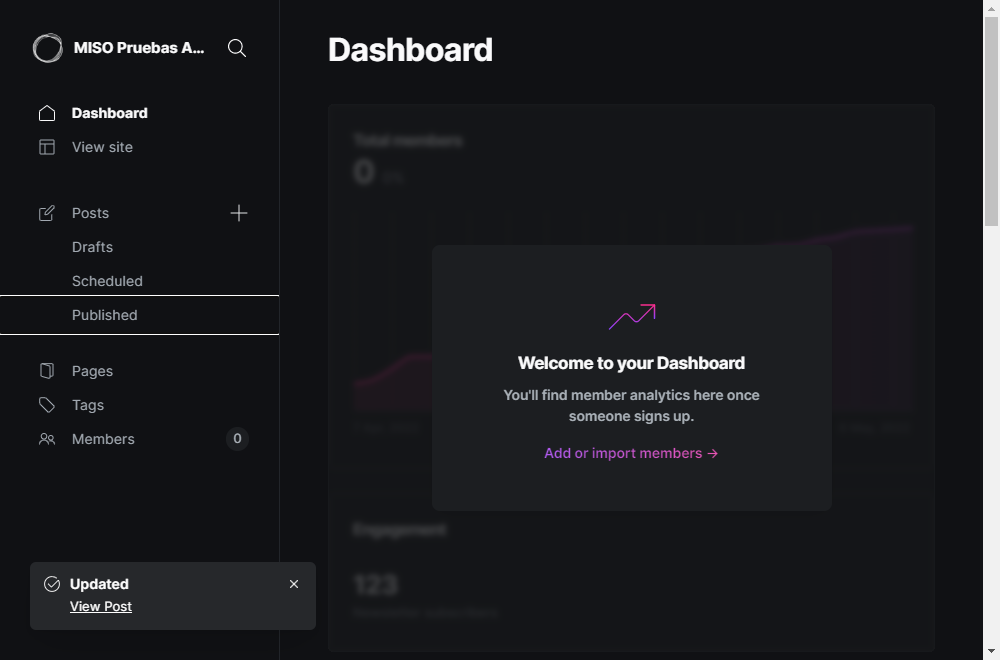 MISO Pruebas A...
Dashboard
View site
Posts
Drafts
Scheduled
Published
Pages
Tags
Members
0
Updated
View Post
Dashboard
Total members
0
Welcome to your Dashboard
You'll find member analytics here once
someone signs up.
Add or import members →
Engagement
123